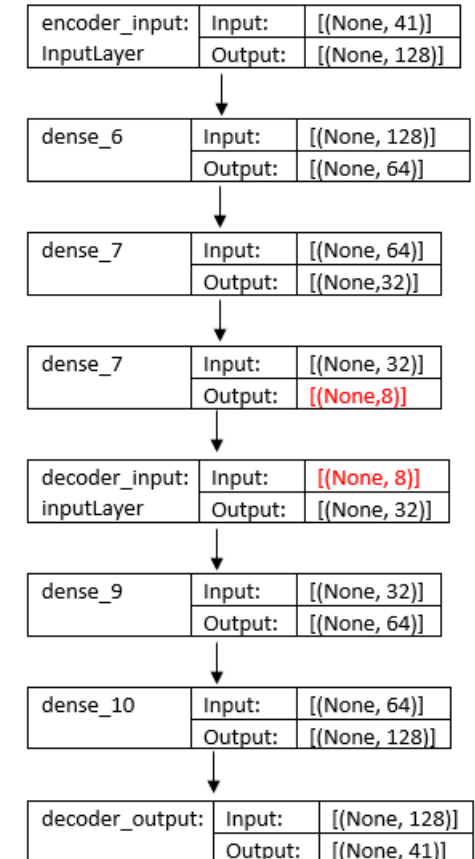 encoder_input: Input: [(None, 41)]
InputLayer Output: [(None, 128)]
dense_6 Input: [(None, 128)]
Output: [(None, 64)]
dense_7 Input: [(None, 64)]
Output: [(None,32)]
dense_7 Input: [(None, 32)]
Output: [(None,8)]
decoder_input: Input: [(None, 8)]
inputLayer Output: [(None, 32)]
dense_9 Input: [(None, 32)]
Output: [(None, 64)]
dense_10 Input: [(None, 64)]
Output: [(None, 128)]
decoder_output: Input: [(None, 128)]
Output: [(None, 41)]